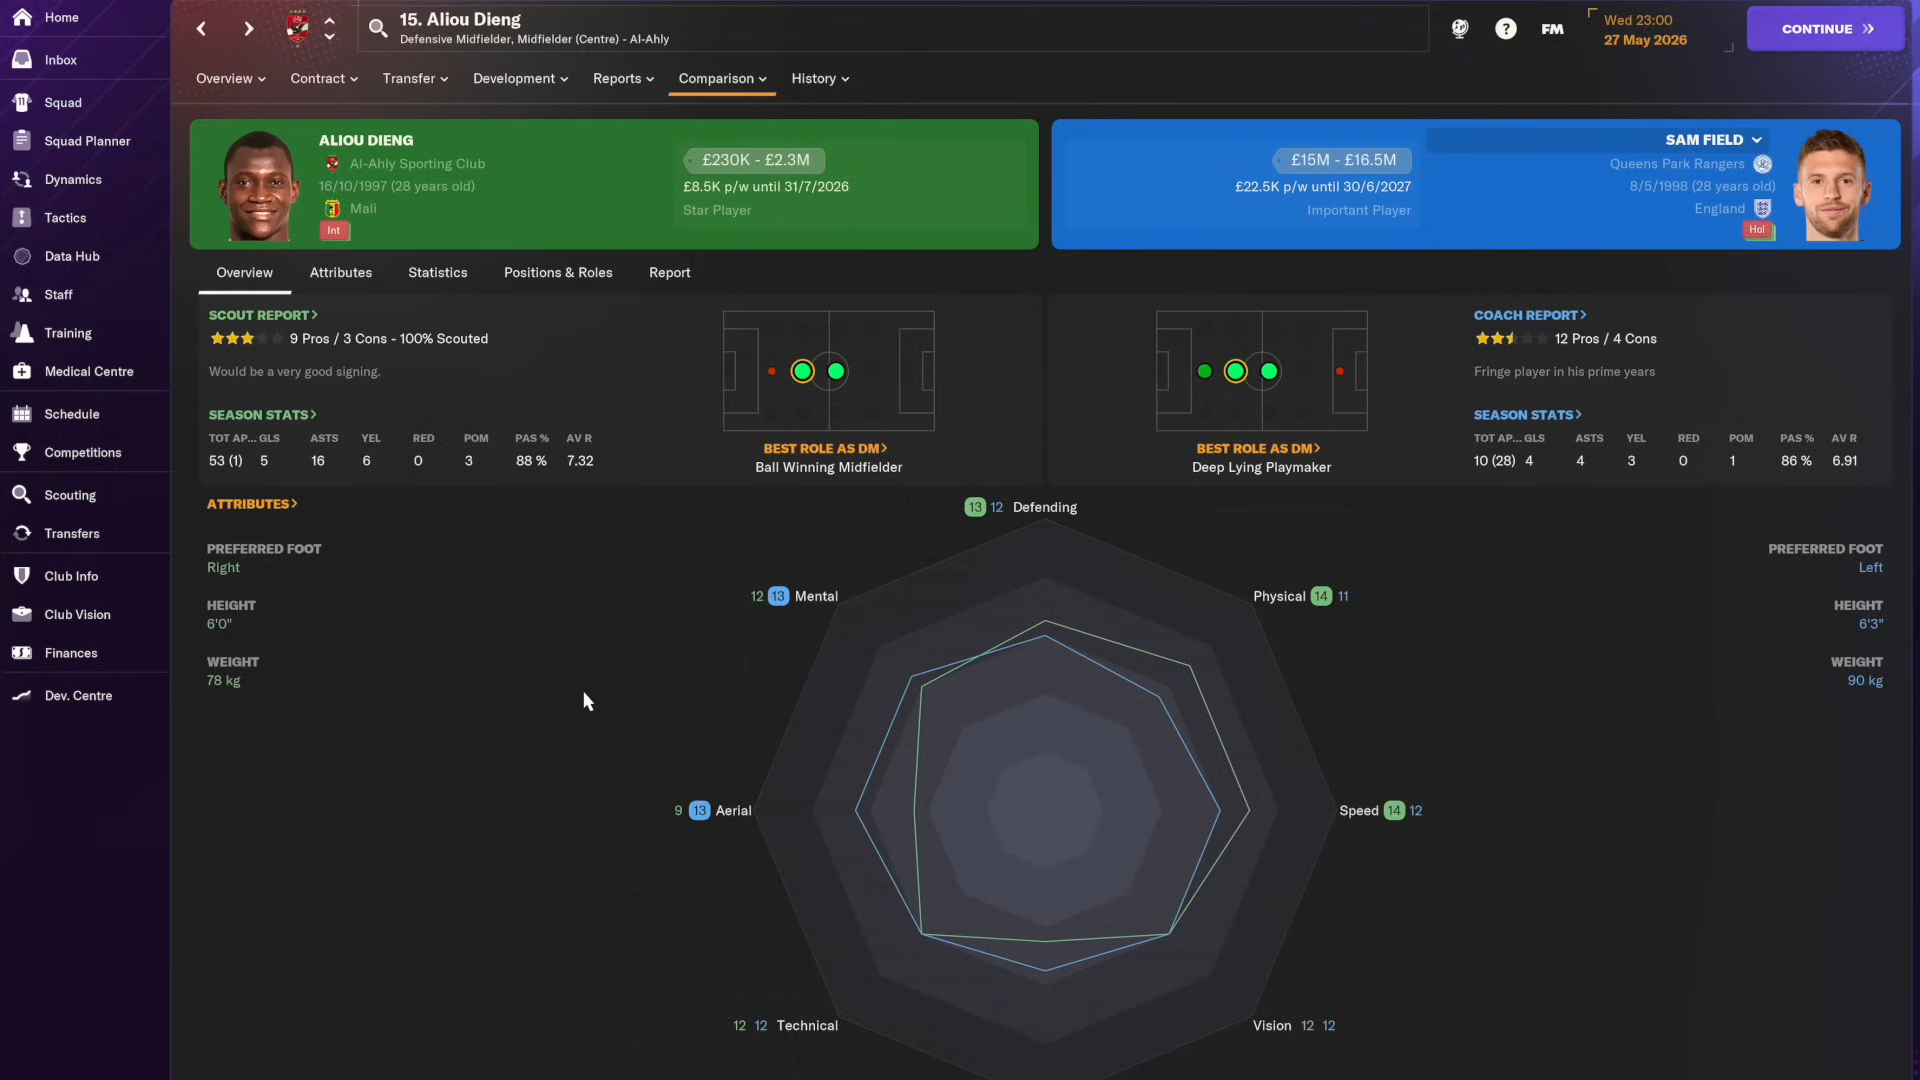 Home
Inbox
Squad
Squad Planner
Dynamics
Tactics
Data Hub
Staff
Training
Medical Centre
Schedule
Competitions
Scouting
Transfers
Club Info
Club Vision
Finances
Dev. Centre
15. Aliou Dieng
Defensive Midfielder, Midfielder (Centre) - Al-Ahly
FM
Wed 23:00
27 May 2026
CONTINUE
Overview Contract Transfer Development Reports Comparison History
ALIOU DIENG
Al-Ahly Sporting Club
16/10/1997 (28 years old)
Mali
Int
£230K - £2.3M
£8.5K p/w until 31/7/2026
Star Player
£15M - £16.5M
£22.5K p/w until 30/6/2027
Important Player
SAM FIELD
Queens Park Rangers
8/5/1998 (28 years old)
England
Hol
Overview Attributes Statistics Positions & Roles Report
SCOUT REPORT>
9 Pros / 3 Cons - 100% Scouted
Would be a very good signing.
SEASON STATS>
TOT AP... GLS ASTS YEL RED POM PAS % AV R
53 (1) 5 16 6 0 3 88 % 7.32
BEST ROLE AS DM>
Ball Winning Midfielder
BEST ROLE AS DM>
Deep Lying Playmaker
COACH REPORT>
12 Pros / 4 Cons
Fringe player in his prime years
SEASON STATS>
TOT AP... GLS ASTS YEL RED POM PAS % AV R
10 (28) 4 4 3 0 1 86 % 6.91
ATTRIBUTES>
PREFERRED FOOT
Right
HEIGHT
6'0"
WEIGHT
78 kg
13 12 Defending
12 13 Mental
Physical 14 11
9 13 Aerial
Speed 14 12
12 12 Technical
Vision 12 12
PREFERRED FOOT
Left
HEIGHT
6'3"
WEIGHT
90 kg